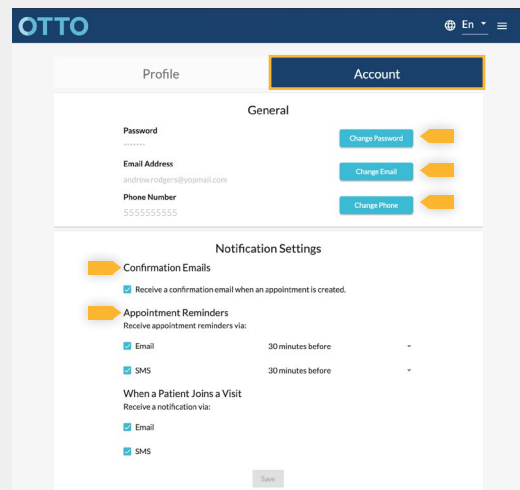 OTTO
En
Profile
Account
General
Password
*******
Change Password
Email Address
andrew.rodgers@yopmail.com
Change Email
Phone Number
5555555555
Change Phone
Notification Settings
Confirmation Emails
Receive a confirmation email when an appointment is created.
Appointment Reminders
Receive appointment reminders via:
Email
30 minutes before
SMS
30 minutes before
When a Patient Joins a Visit
Receive a notification via:
Email
SMS
Save